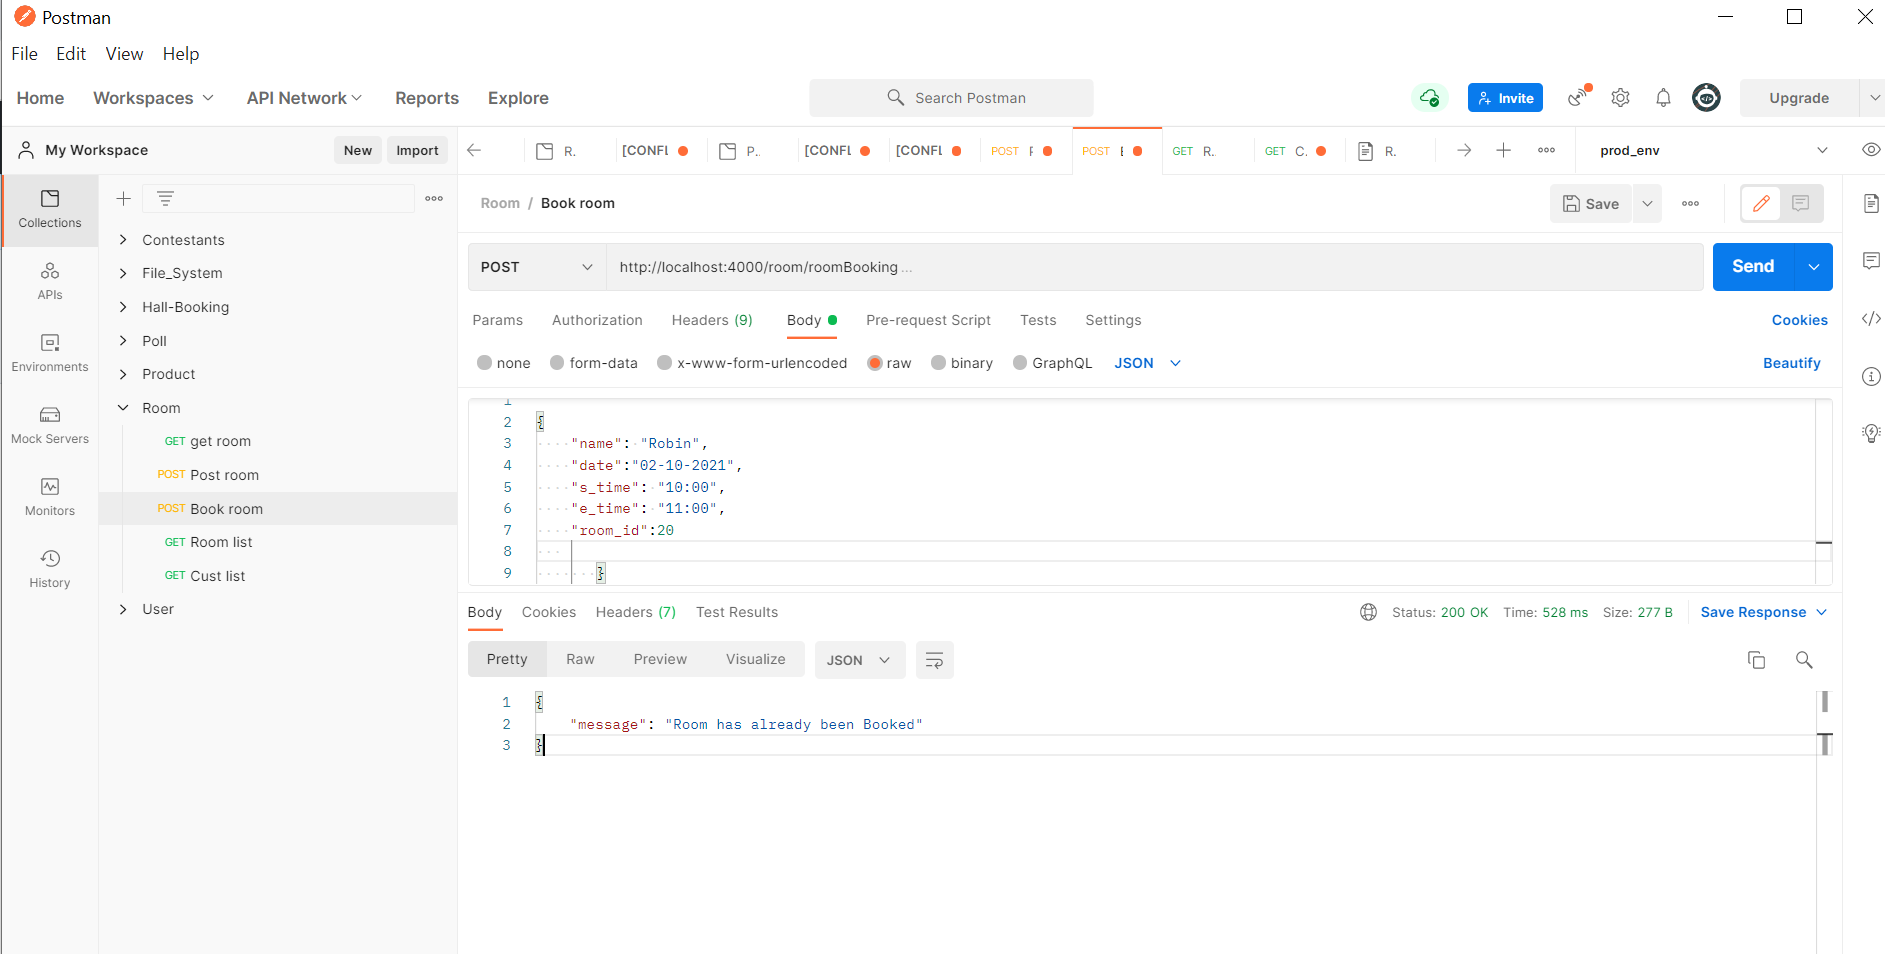 Postman
File Edit View Help
Home Workspaces API Network Reports Explore Search Postman Invite Upgrade
My Workspace New Import R. [CONFL P.. [CONFL [CONFL POST POST GET R.. GET C. R. prod_env
Collections
APIs
Environments
Mock Servers
Monitors
History
Contestants
File_System
Hall-Booking
Poll
Product
Room
GET get room
POST Post room
POST Book room
GET Room list
GET Cust list
User
Room / Book room Save
POST http://localhost:4000/room/roomBooking ... Send
Params Authorization Headers (9) Body Pre-request Script Tests Settings Cookies
none form-data x-www-form-urlencoded raw binary GraphQL JSON Beautify
1
2 {
3 "name": "Robin",
4 "date":"02-10-2021",
5 "s_time": "10:00",
6 "e_time": "11:00",
7 "room_id":20
8
9 }
Body Cookies Headers (7) Test Results Status: 200 OK Time: 528 ms Size: 277 B Save Response
Pretty Raw Preview Visualize JSON
1 {
2 "message": "Room has already been Booked"
3 }